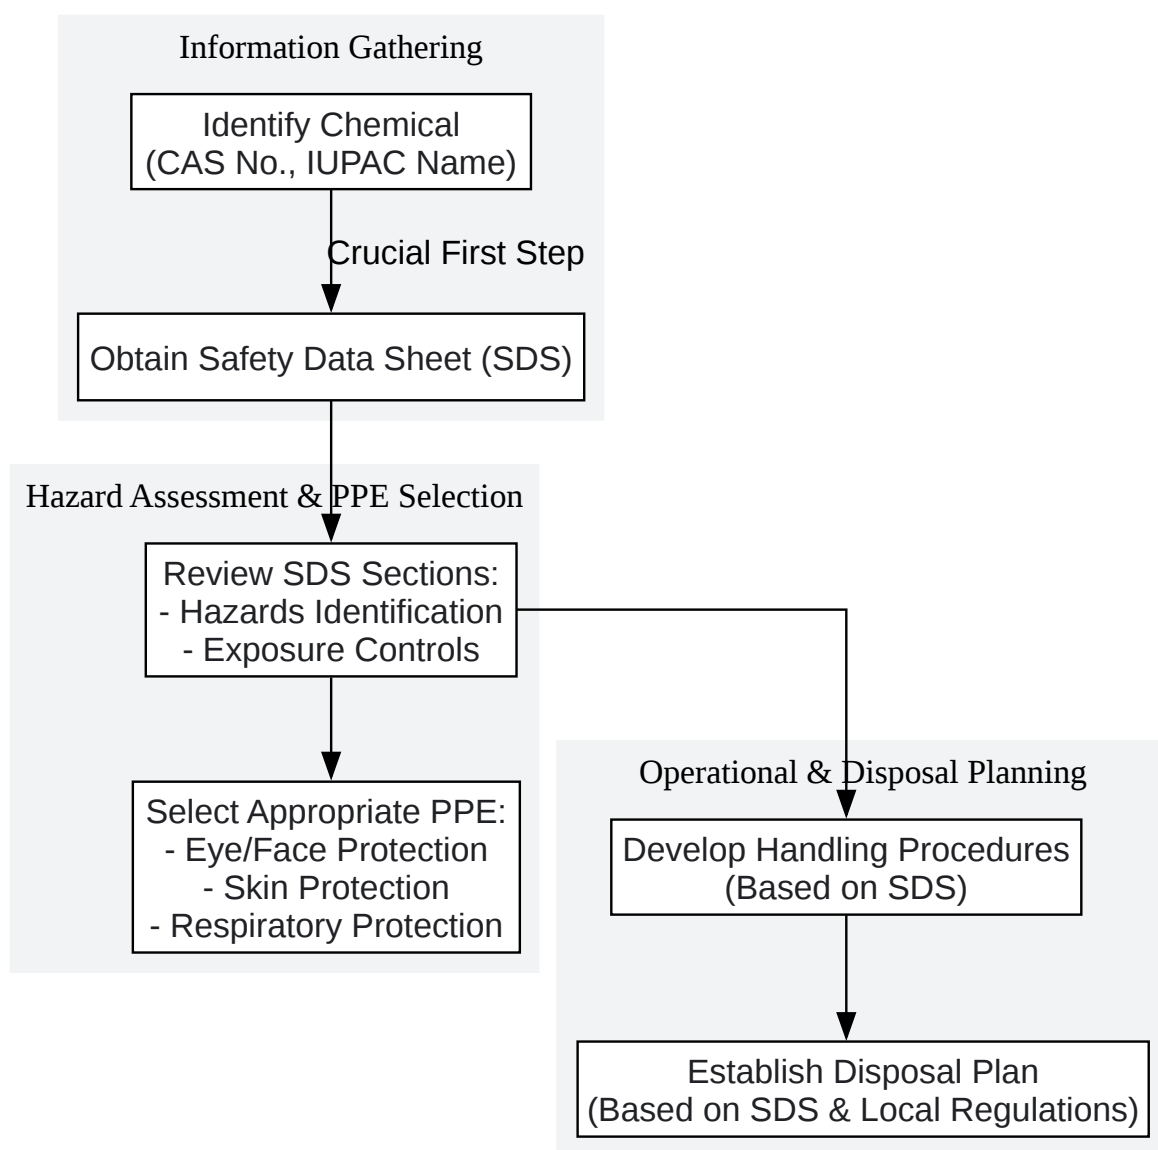 Information Gathering
Identify Chemical
(CAS No., IUPAC Name)
Crucial First Step
Obtain Safety Data Sheet (SDS)
Hazard Assessment & PPE Selection
Review SDS Sections:
- Hazards Identification
- Exposure Controls
Select Appropriate PPE:
- Eye/Face Protection
- Skin Protection
- Respiratory Protection
Operational & Disposal Planning
Develop Handling Procedures
(Based on SDS)
Establish Disposal Plan
(Based on SDS & Local Regulations)